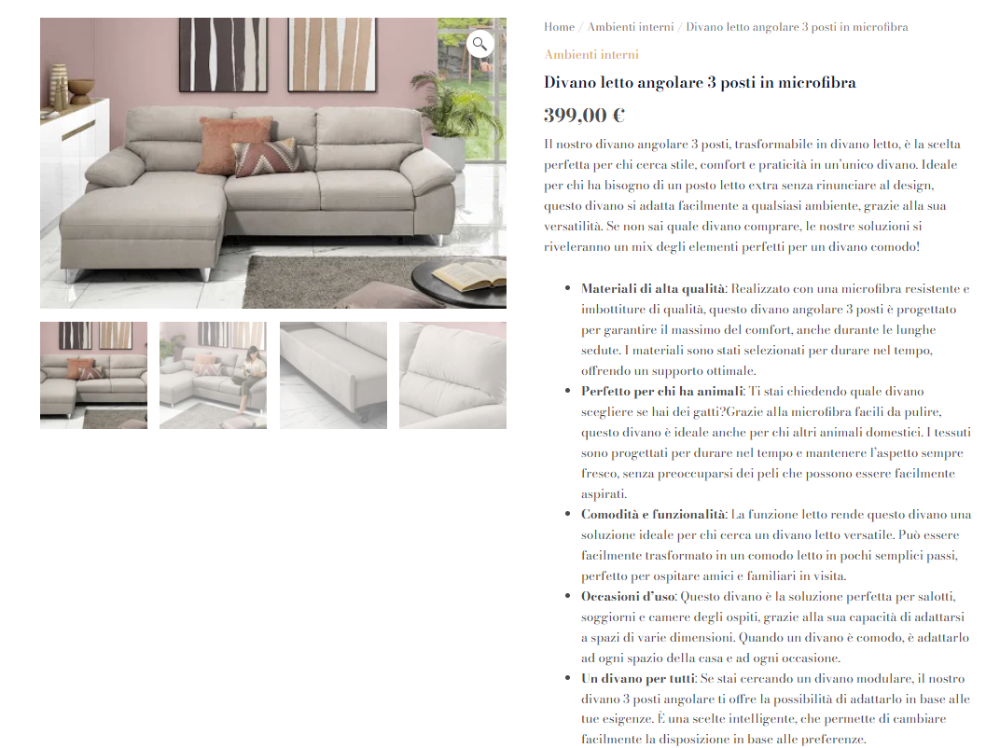 Home / Ambienti interni / Divano letto angolare 3 posti in microfibra
Ambienti interni
Divano letto angolare 3 posti in microfibra
399,00 €
Il nostro divano angolare 3 posti, trasformabile in divano letto, è la scelta
perfetta per chi cerca stile, comfort e praticità in un'unico divano. Ideale
per chi ha bisogno di un posto letto extra senza rinunciare al design,
questo divano si adatta facilmente a qualsiasi ambiente, grazie alla sua
versatilità. Se non sai quale divano comprare, le nostre soluzioni si
riveleranno un mix degli elementi perfetti per un divano comodo!
• Materiali di alta qualità: Realizzato con una microfibra resistente e
imbottiture di qualità, questo divano angolare 3 posti è progettato
per garantire il massimo del comfort, anche durante le lunghe
sedute. I materiali sono stati selezionati per durare nel tempo,
offrendo un supporto ottimale.
• Perfetto per chi ha animali: Ti stai chiedendo quale divano
scegliere se hai dei gatti?Grazie alla microfibra facili da pulire,
questo divano è ideale anche per chi altri animali domestici. I tessuti
sono progettati per durare nel tempo e mantenere l'aspetto sempre
fresco, senza preoccuparsi dei peli che possono essere facilmente
aspirati.
• Comodità e funzionalità: La funzione letto rende questo divano una
soluzione ideale per chi cerca un divano letto versatile. Può essere
facilmente trasformato in un comodo letto in pochi semplici passi,
perfetto per ospitare amici e familiari in visita.
• Occasioni d'uso: Questo divano è la soluzione perfetta per salotti,
soggiorni e camere degli ospiti, grazie alla sua capacità di adattarsi
a spazi di varie dimensioni. Quando un divano è comodo, è adattarlo
ad ogni spazio della casa e ad ogni occasione.
• Un divano per tutti: Se stai cercando un divano modulare, il nostro
divano 3 posti angolare ti offre la possibilità di adattarlo in base alle
tue esigenze. È una scelte intelligente, che permette di cambiare
facilmente la disposizione in base alle preferenze.